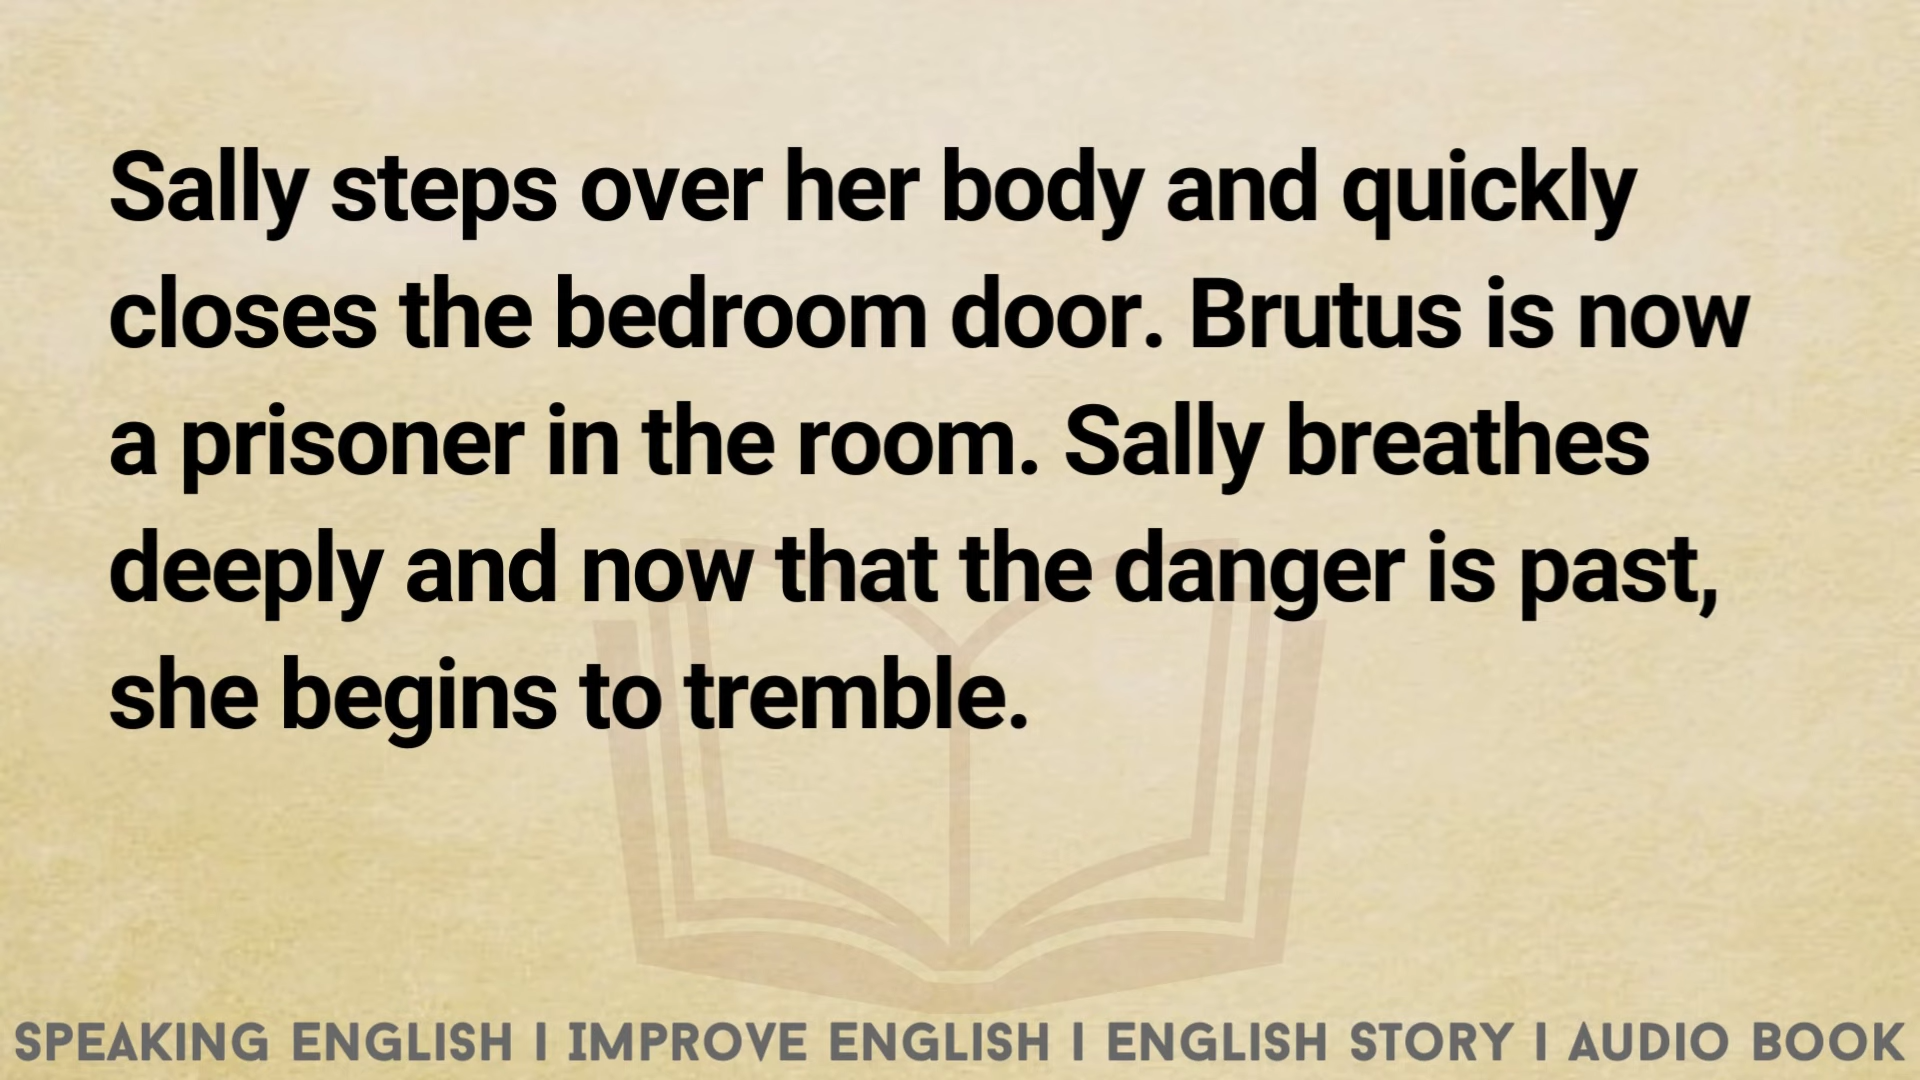 Sally steps over her body and quickly
closes the bedroom door. Brutus is now
a prisoner in the room. Sally breathes
deeply and now that the danger is past,
she begins to tremble.
SPEAKING ENGLISH | IMPROVE ENGLISH | ENGLISH STORY | AUDIO BOOK